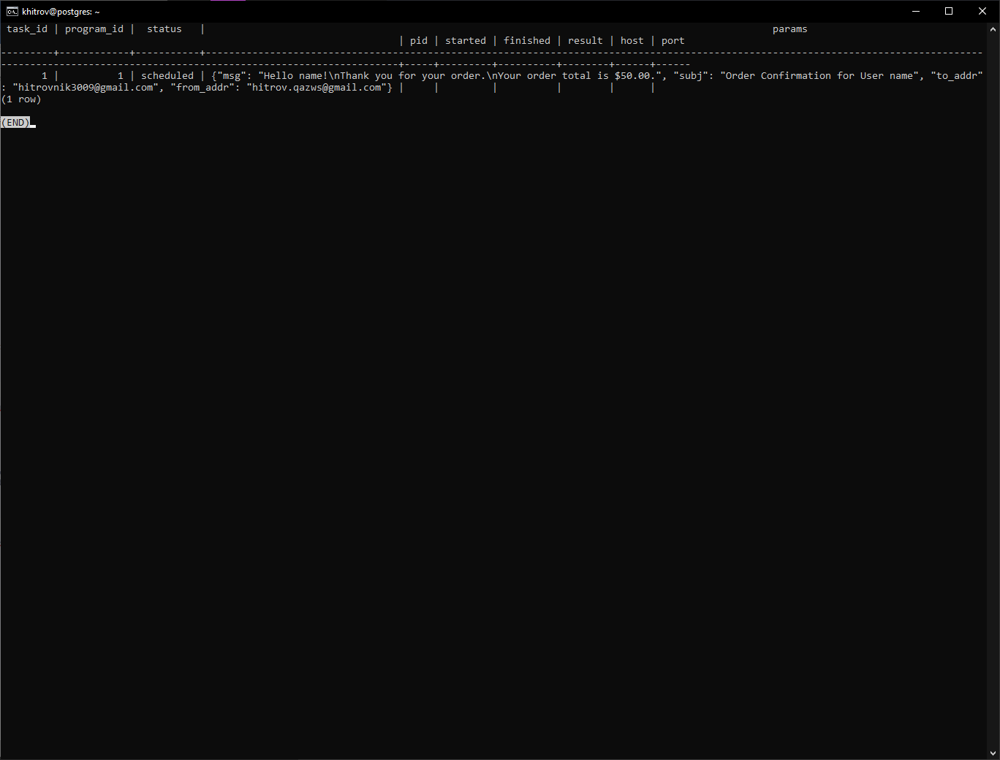 khitrov@postgres: ~
task_id | program_id | status | params
| pid | started | finished | result | host | port
---------+------------+-----------+-------------------------------------------------------------------------------------------------------------------------------------
--------------------------------------------------------------------+-----+---------+----------+--------+------+------
1 | 1 | scheduled | {"msg": "Hello name!\nThank you for your order.\nYour order total is $50.00.", "subj": "Order Confirmation for User name", "to_addr"
: "hitrovnik3009@gmail.com", "from_addr": "hitrov.qazws@gmail.com"} | | | | | |
(1 row)
(END)